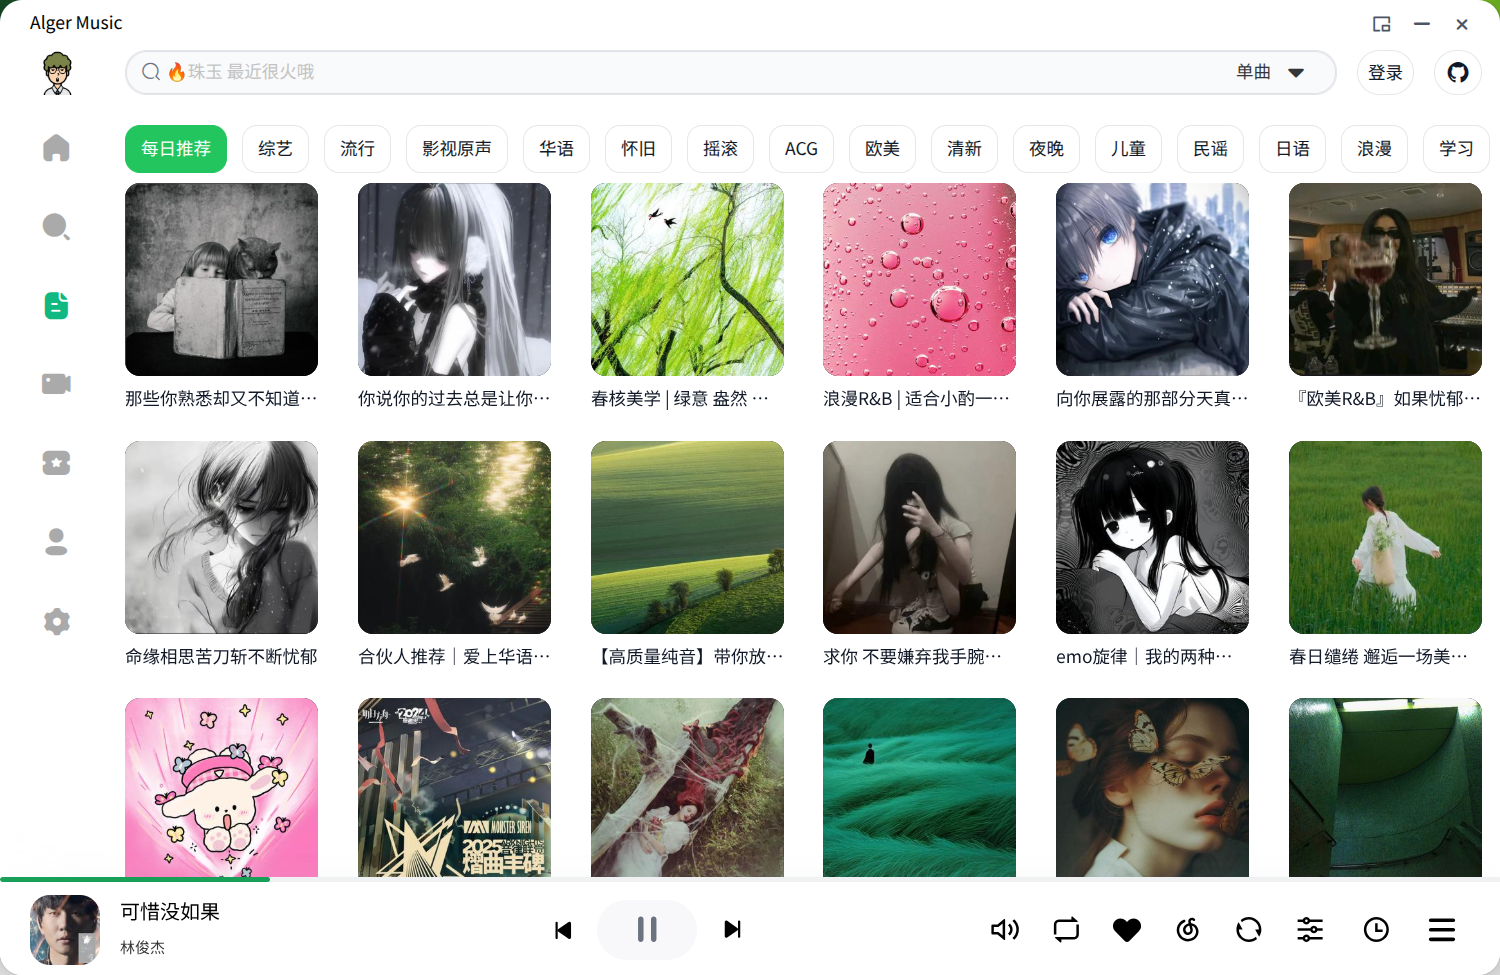 Alger Music
🔥珠玉 最近很火哦
单曲
登录
每日推荐
综艺
流行
影视原声
华语
怀旧
摇滚
ACG
欧美
清新
夜晚
儿童
民谣
日语
浪漫
学习
那些你熟悉却又不知道···
你说你的过去总是让你···
春核美学 | 绿意 盎然 ···
浪漫R&B | 适合小酌一···
向你展露的那部分天真···
『欧美R&B』如果忧郁···
命缘相思苦刀斩不断忧郁
合伙人推荐｜爱上华语···
【高质量纯音】带你放···
求你 不要嫌弃我手腕···
emo旋律｜我的两种···
春日缱绻 邂逅一场美···
2024
MONSTER SIREN
2025
可惜没如果
林俊杰